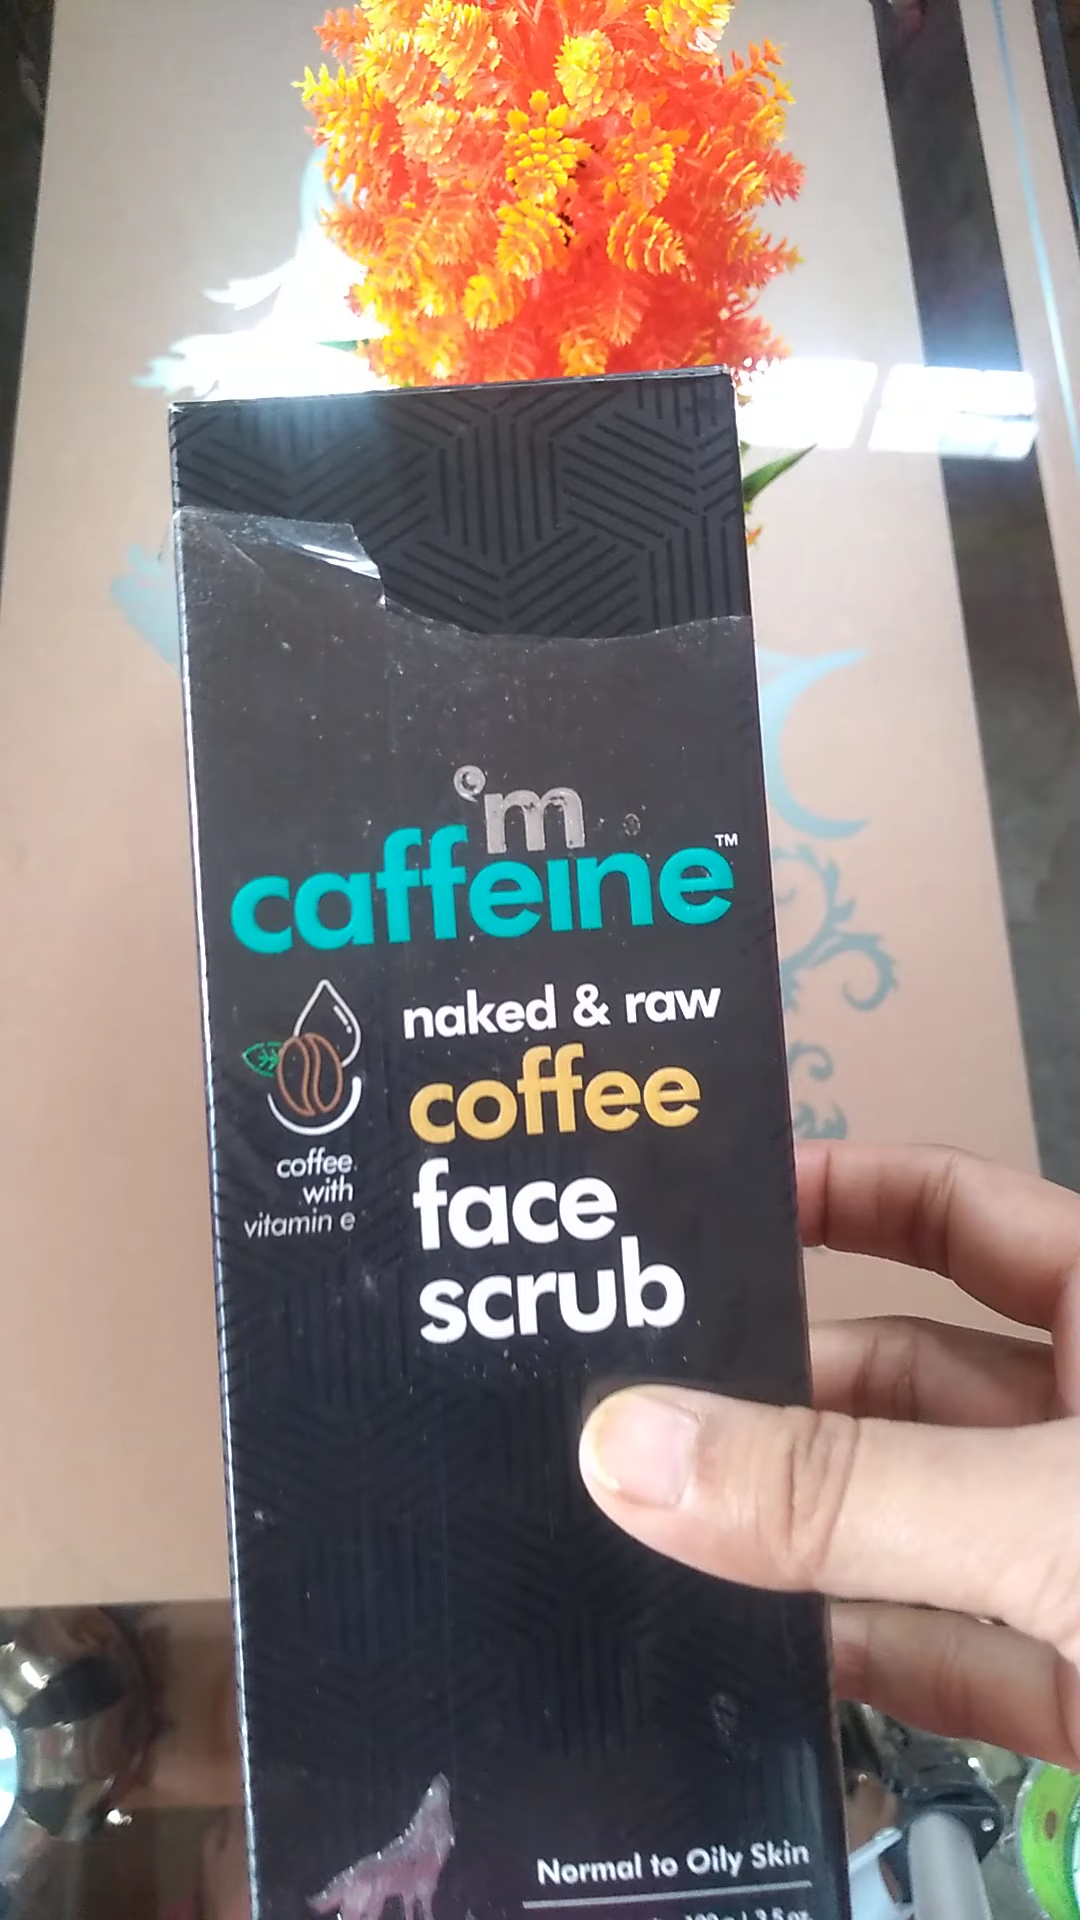 'm
caffeine™
naked & raw
coffee
face
scrub
coffee
with
vitamin e
Normal to Oily Skin